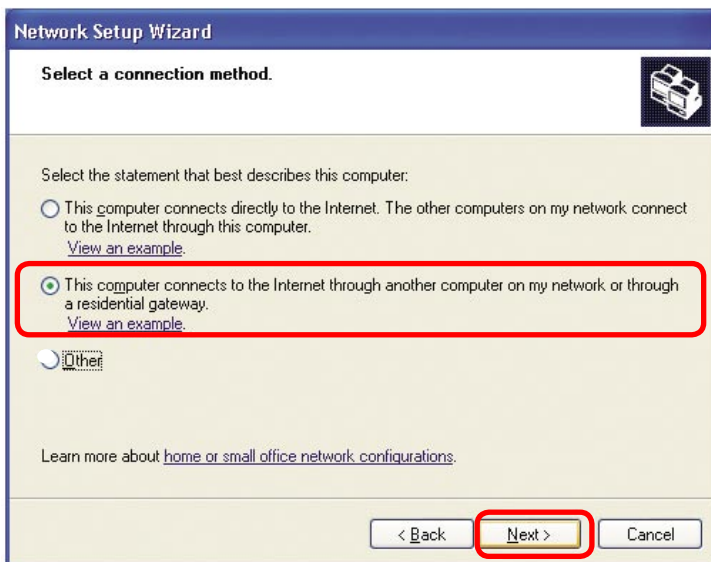 Network Setup Wizard
Select a connection method.
Select the statement that best describes this computer:
This computer connects directly to the Internet. The other computers on my network connect
to the Internet through this computer.
View an example.
This computer connects to the Internet through another computer on my network or through
a residential gateway.
View an example.
Other
Learn more about home or small office network configurations.
< Back Next > Cancel